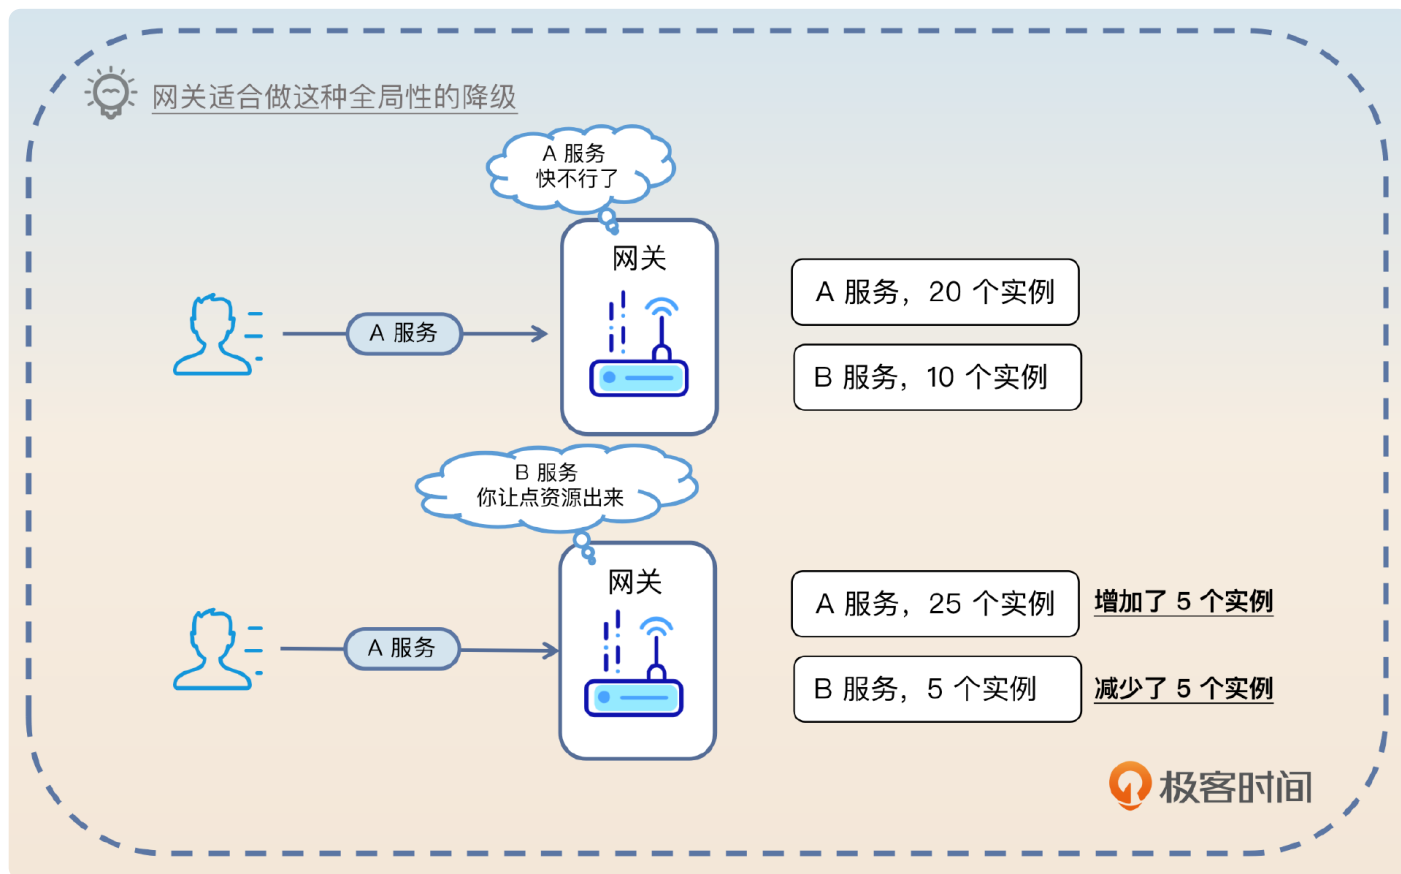 网关适合做这种全局性的降级
A 服务
快不行了
网关
A 服务
A 服务，20 个实例
B 服务，10 个实例
B 服务
你让点资源出来
网关
A 服务
A 服务，25 个实例
增加了 5 个实例
B 服务，5 个实例
减少了 5 个实例
极客时间